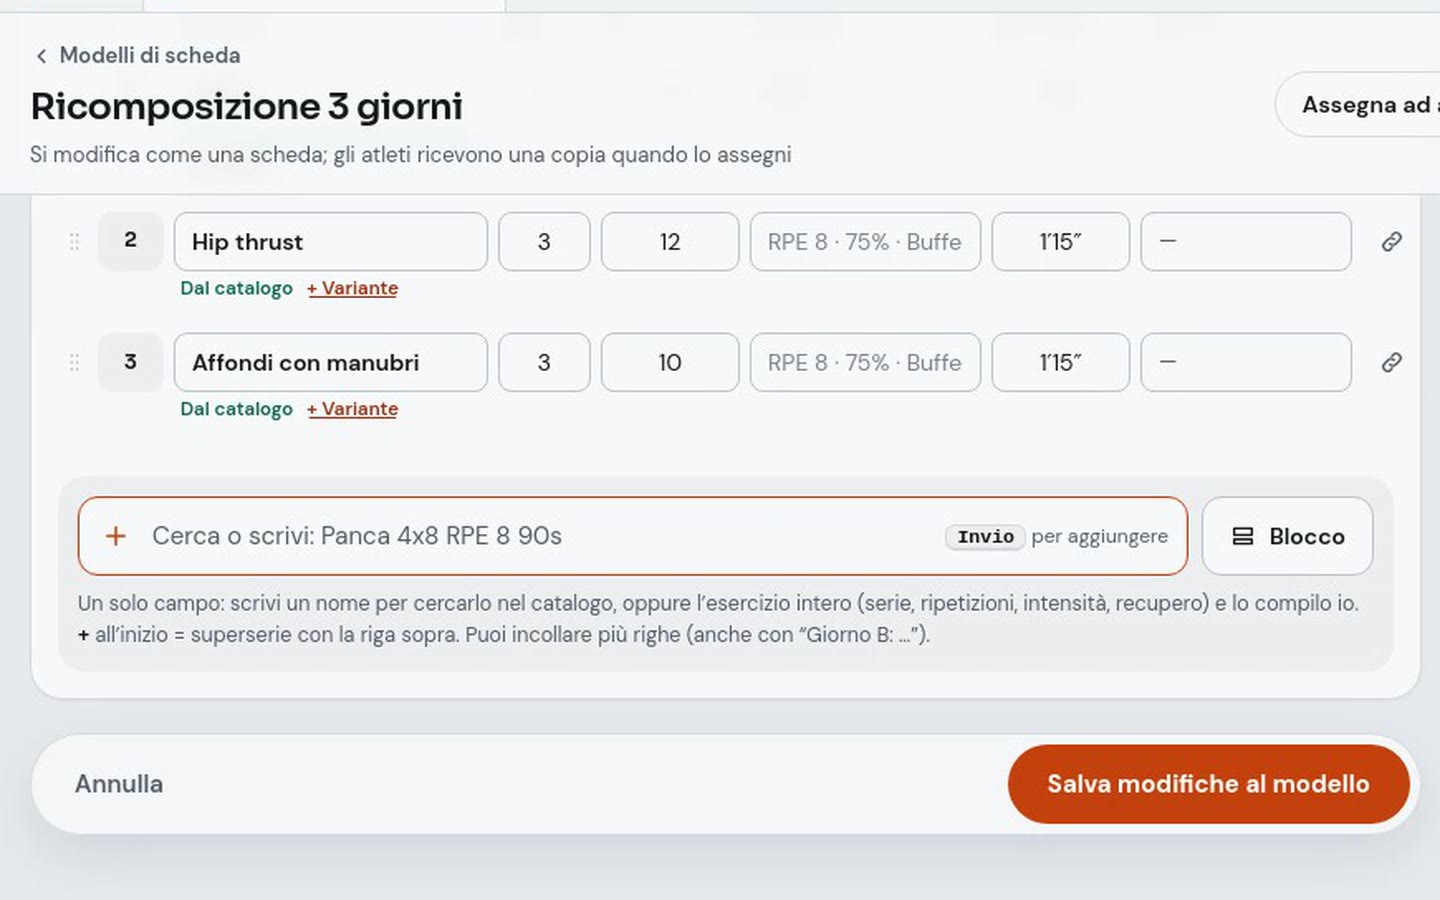 Modelli di scheda
Ricomposizione 3 giorni
Assegna ad
Si modifica come una scheda; gli atleti ricevono una copia quando lo assegni
2 Hip thrust 3 12 RPE 8 · 75% · Buffe 1′15″ —
Dal catalogo + Variante
3 Affondi con manubri 3 10 RPE 8 · 75% · Buffe 1′15″ —
Dal catalogo + Variante
+ Cerca o scrivi: Panca 4x8 RPE 8 90s Invio per aggiungere Blocco
Un solo campo: scrivi un nome per cercarlo nel catalogo, oppure l’esercizio intero (serie, ripetizioni, intensità, recupero) e lo compilo io.
+ all’inizio = superserie con la riga sopra. Puoi incollare più righe (anche con “Giorno B: …”).
Annulla Salva modifiche al modello